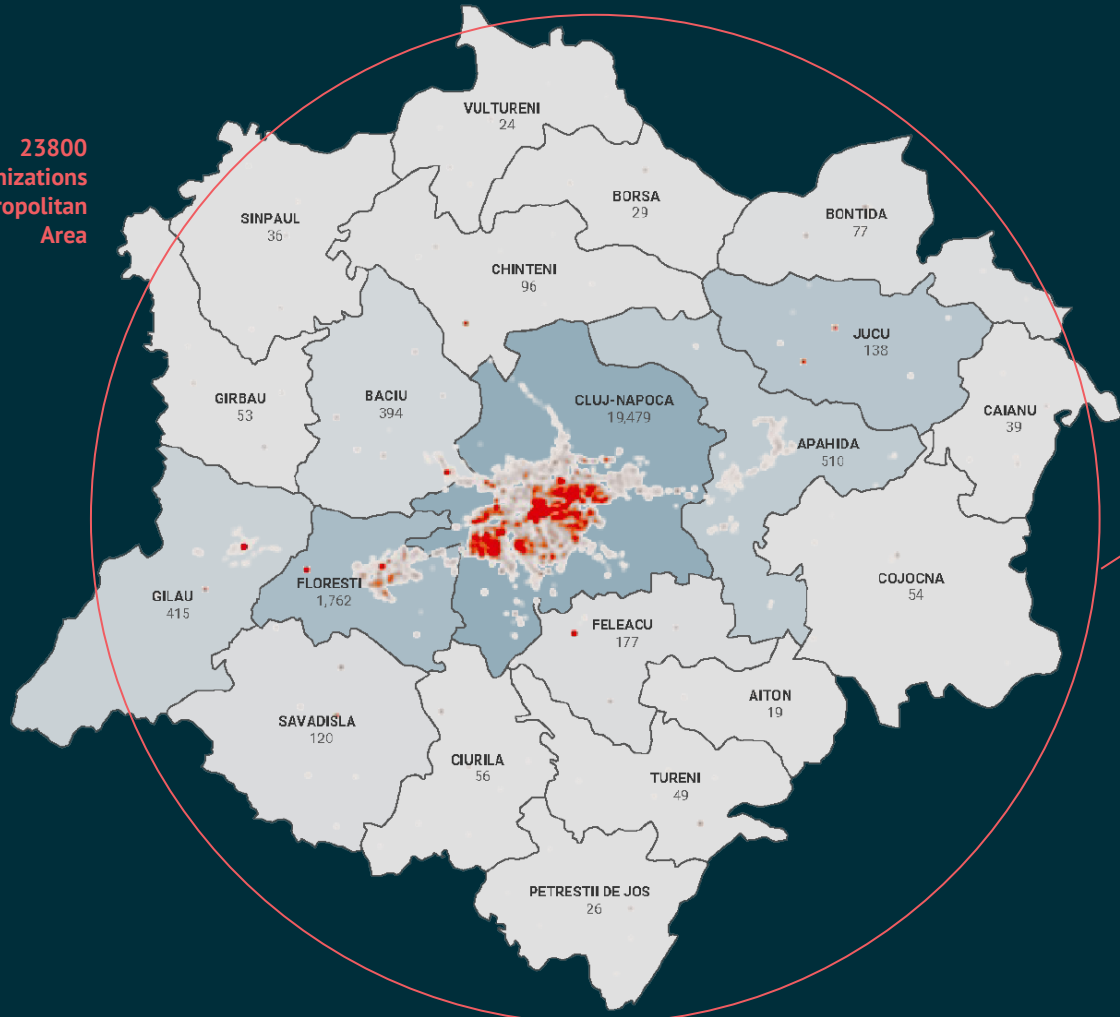 23800
nizations
ropolitan
Area
VULTURENI
24
BORSA
29
SINPAUL
36
BONTIDA
77
CHINTENI
96
JUCU
138
GIRBAU
53
BACIU
394
CLUJ-NAPOCA
19,479
CAIANU
39
APAHIDA
510
COJOCNA
54
FLORESTI
1,762
GILAU
415
FELEACU
177
AITON
19
SAVADISLA
120
CIURILA
56
TURENI
49
PETRESTII DE JOS
26